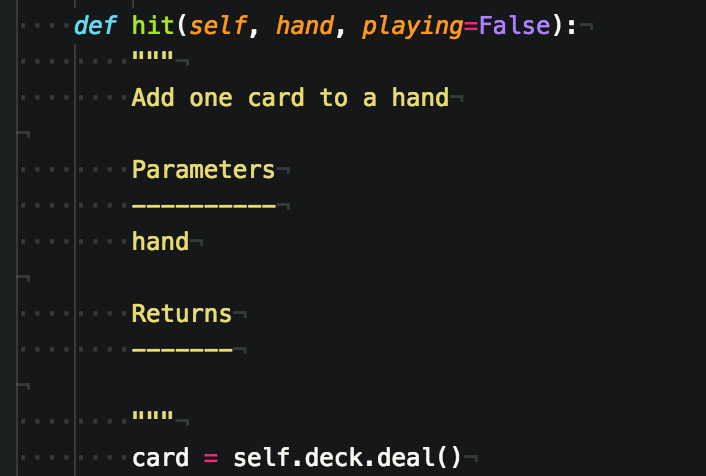 def hit(self, hand, playing=False):
"""
Add one card to a hand
Parameters
----------
hand
Returns
-------
"""
card = self.deck.deal()